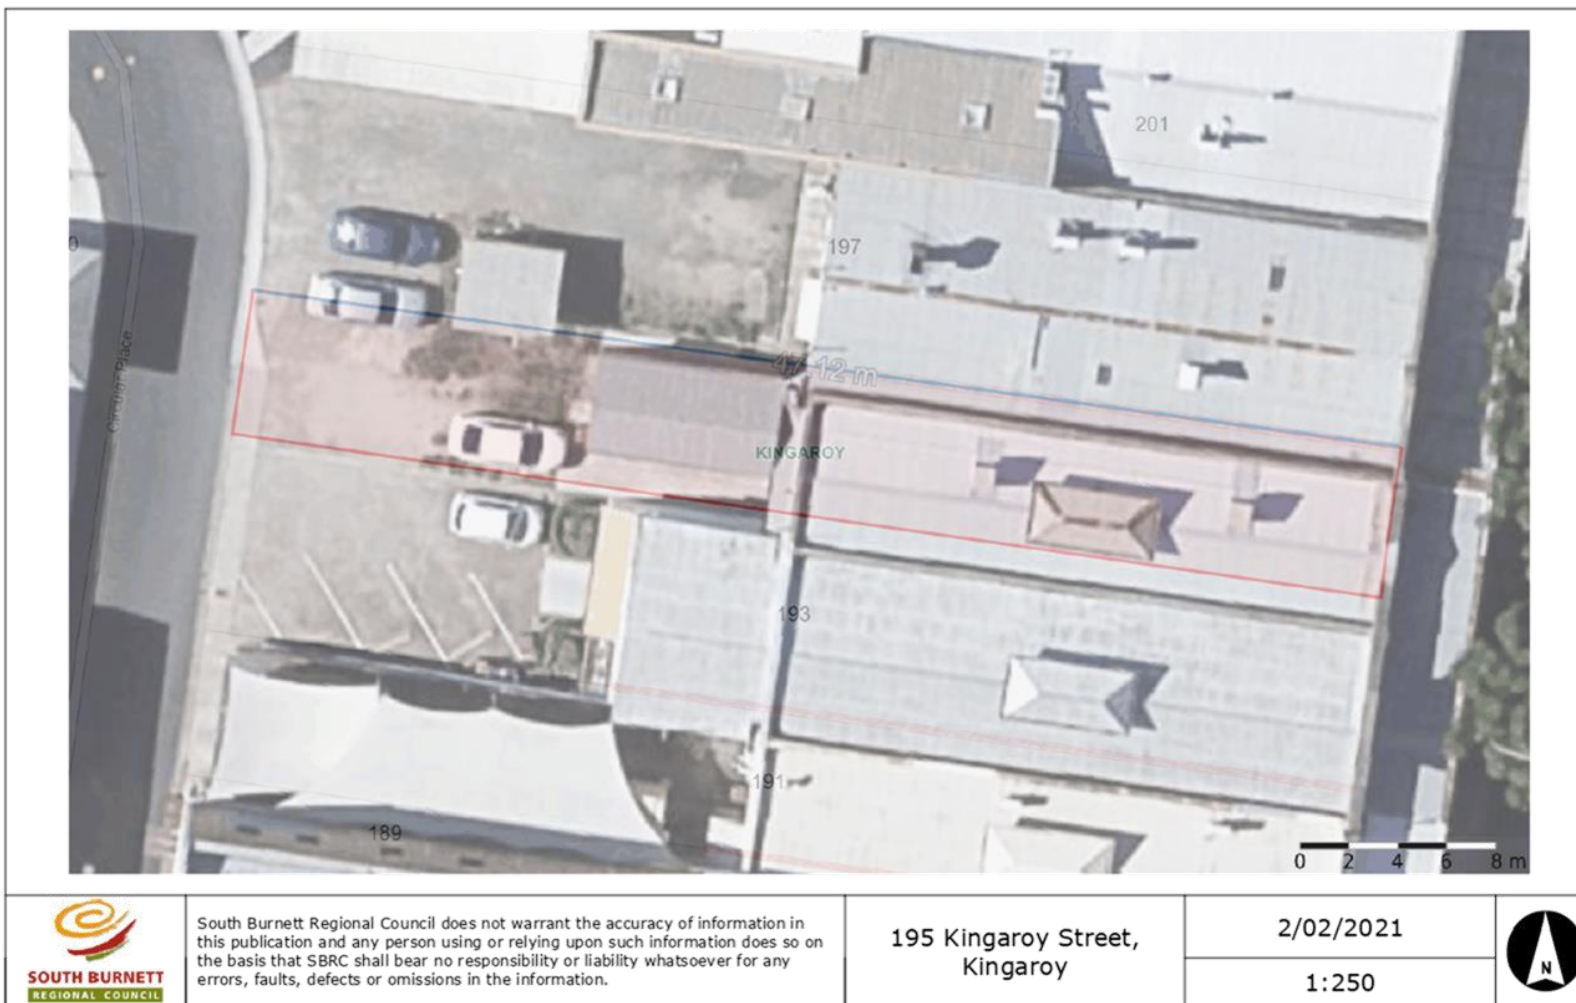 201
197
47.12 m
Circular Place
KINGAROY
193
191
189
0 2 4 6 8 m
SOUTH BURNETT
REGIONAL COUNCIL
South Burnett Regional Council does not warrant the accuracy of information in
this publication and any person using or relying upon such information does so on
the basis that SBRC shall bear no responsibility or liability whatsoever for any
errors, faults, defects or omissions in the information.
195 Kingaroy Street,
Kingaroy
2/02/2021
1:250
N